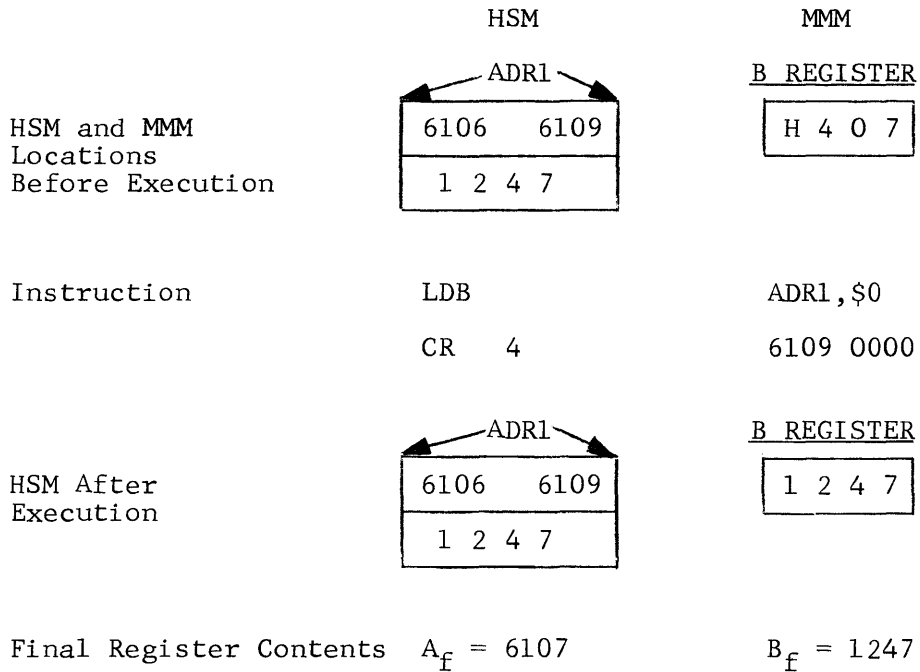 HSM MMM
ADR1 B REGISTER
HSM and MMM 6106 6109 H 4 0 7
Locations
Before Execution 1 2 4 7
Instruction LDB ADR1,$0
CR 4 6109 0000
ADR1 B REGISTER
HSM After 6106 6109 1 2 4 7
Execution
1 2 4 7
Final Register Contents Af = 6107 Bf = 1247